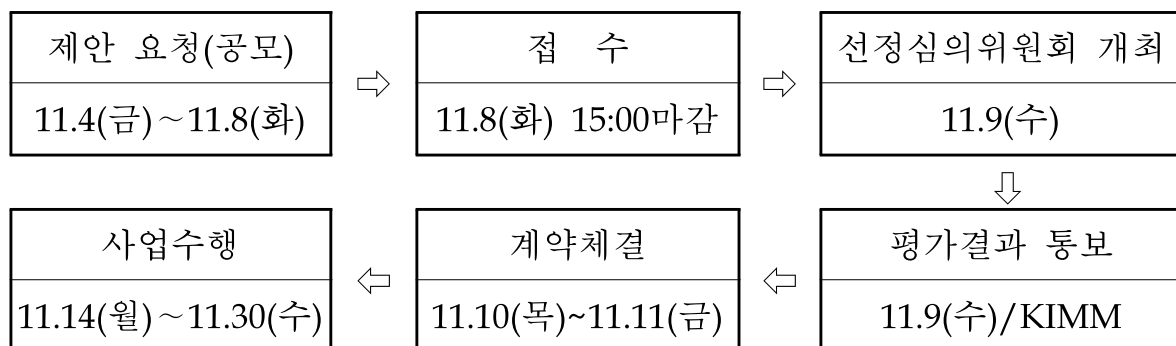 제안 요청(공모)
11.4(금)～11.8(화)
접 수
11.8(화) 15:00마감
선정심의위원회 개최
11.9(수)
평가결과 통보
11.9(수)/KIMM
계약체결
11.10(목)~11.11(금)
사업수행
11.14(월)～11.30(수)